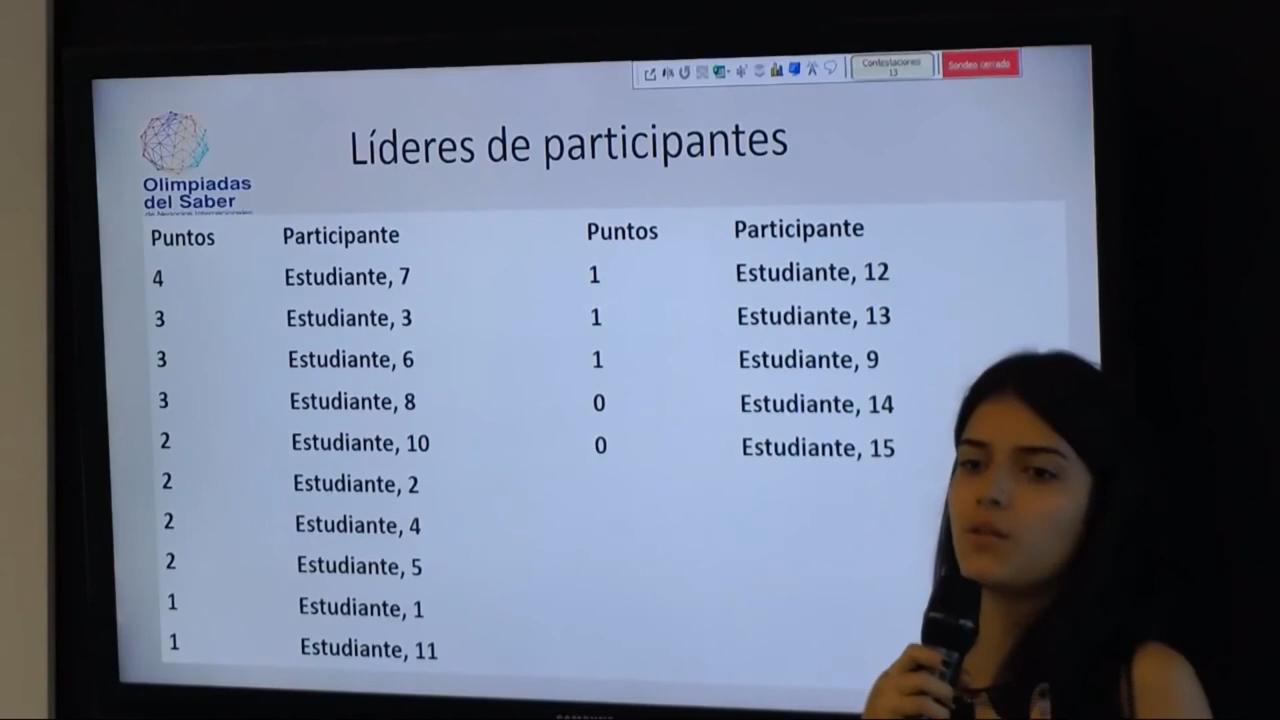 Contestaciones
13
Sondeo cerrado
Líderes de participantes
Olimpiadas
del Saber
de Negocios Internacionales
Puntos Participante Puntos Participante
4 Estudiante, 7 1 Estudiante, 12
3 Estudiante, 3 1 Estudiante, 13
3 Estudiante, 6 1 Estudiante, 9
3 Estudiante, 8 0 Estudiante, 14
2 Estudiante, 10 0 Estudiante, 15
2 Estudiante, 2
2 Estudiante, 4
2 Estudiante, 5
1 Estudiante, 1
1 Estudiante, 11